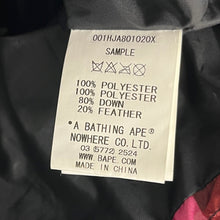 001HJA801020X
SAMPLE
100% POLYESTER
100% POLYESTER
80% DOWN
20% FEATHER
*A BATHING APE®
NOWHERE CO.LTD.
03(5772)2524
WWW.BAPE.COM
MADE IN CHINA